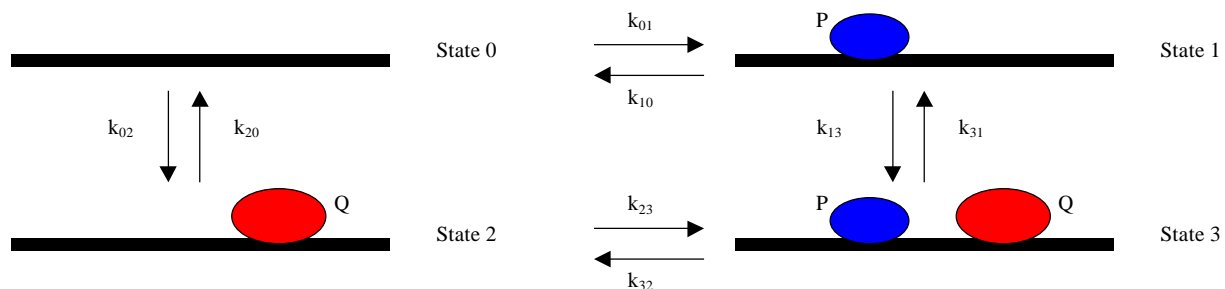 k01
P
State 0
State 1
k10
k02
k20
k13
k31
Q
k23
P
Q
State 2
State 3
k32